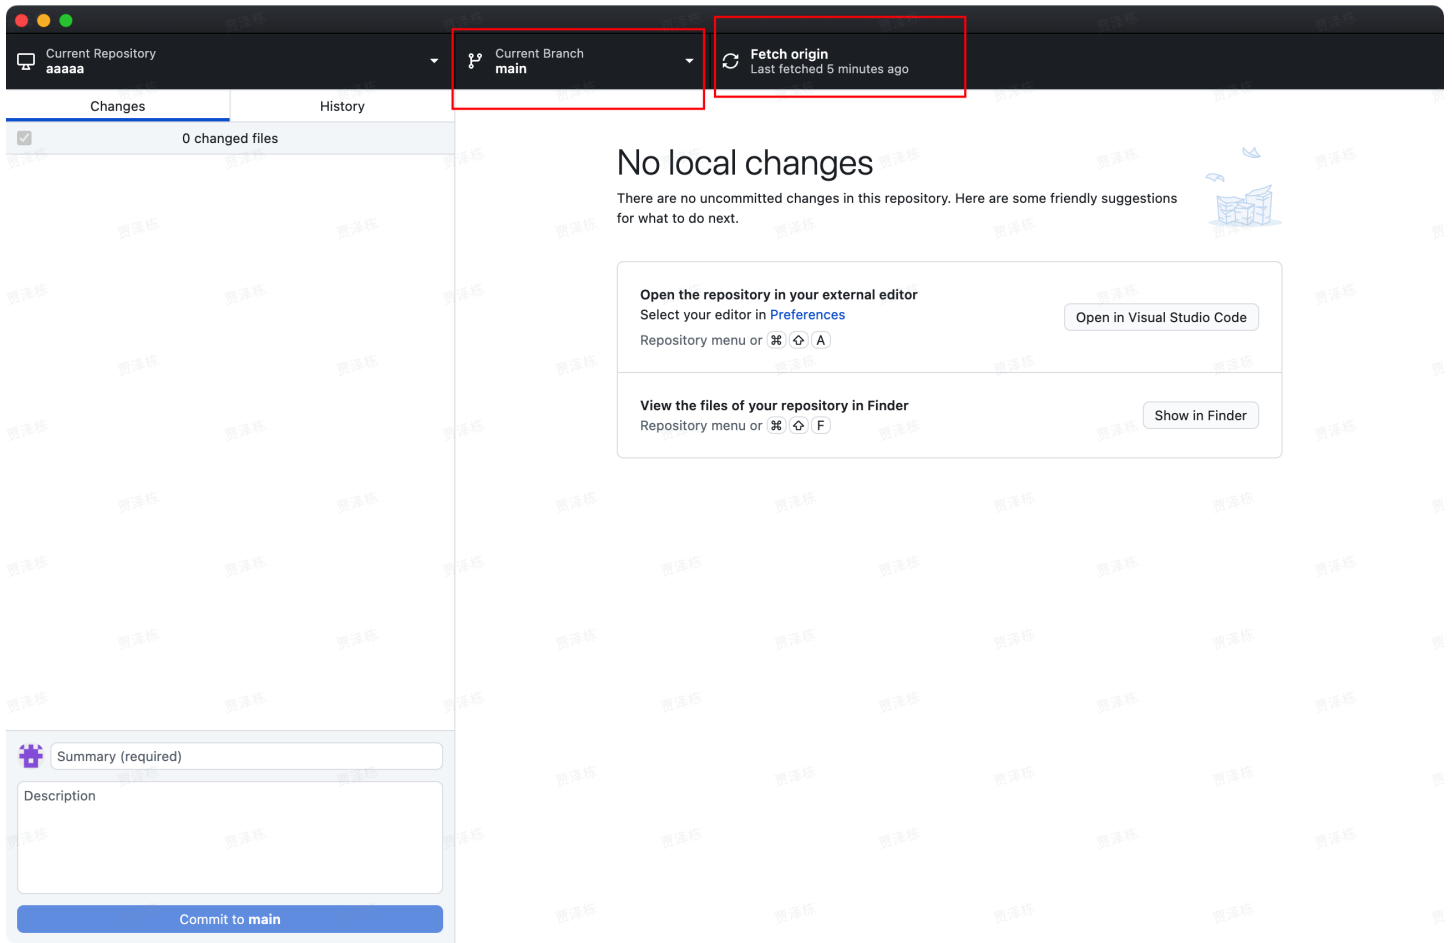 Current Repository
aaaaa
Current Branch
main
Fetch origin
Last fetched 5 minutes ago
Changes
History
0 changed files
No local changes
There are no uncommitted changes in this repository. Here are some friendly suggestions
for what to do next.
Open the repository in your external editor
Select your editor in Preferences
Repository menu or ⌘ ⇧ A
Open in Visual Studio Code
View the files of your repository in Finder
Repository menu or ⌘ ⇧ F
Show in Finder
Summary (required)
Description
Commit to main
贾泽栋